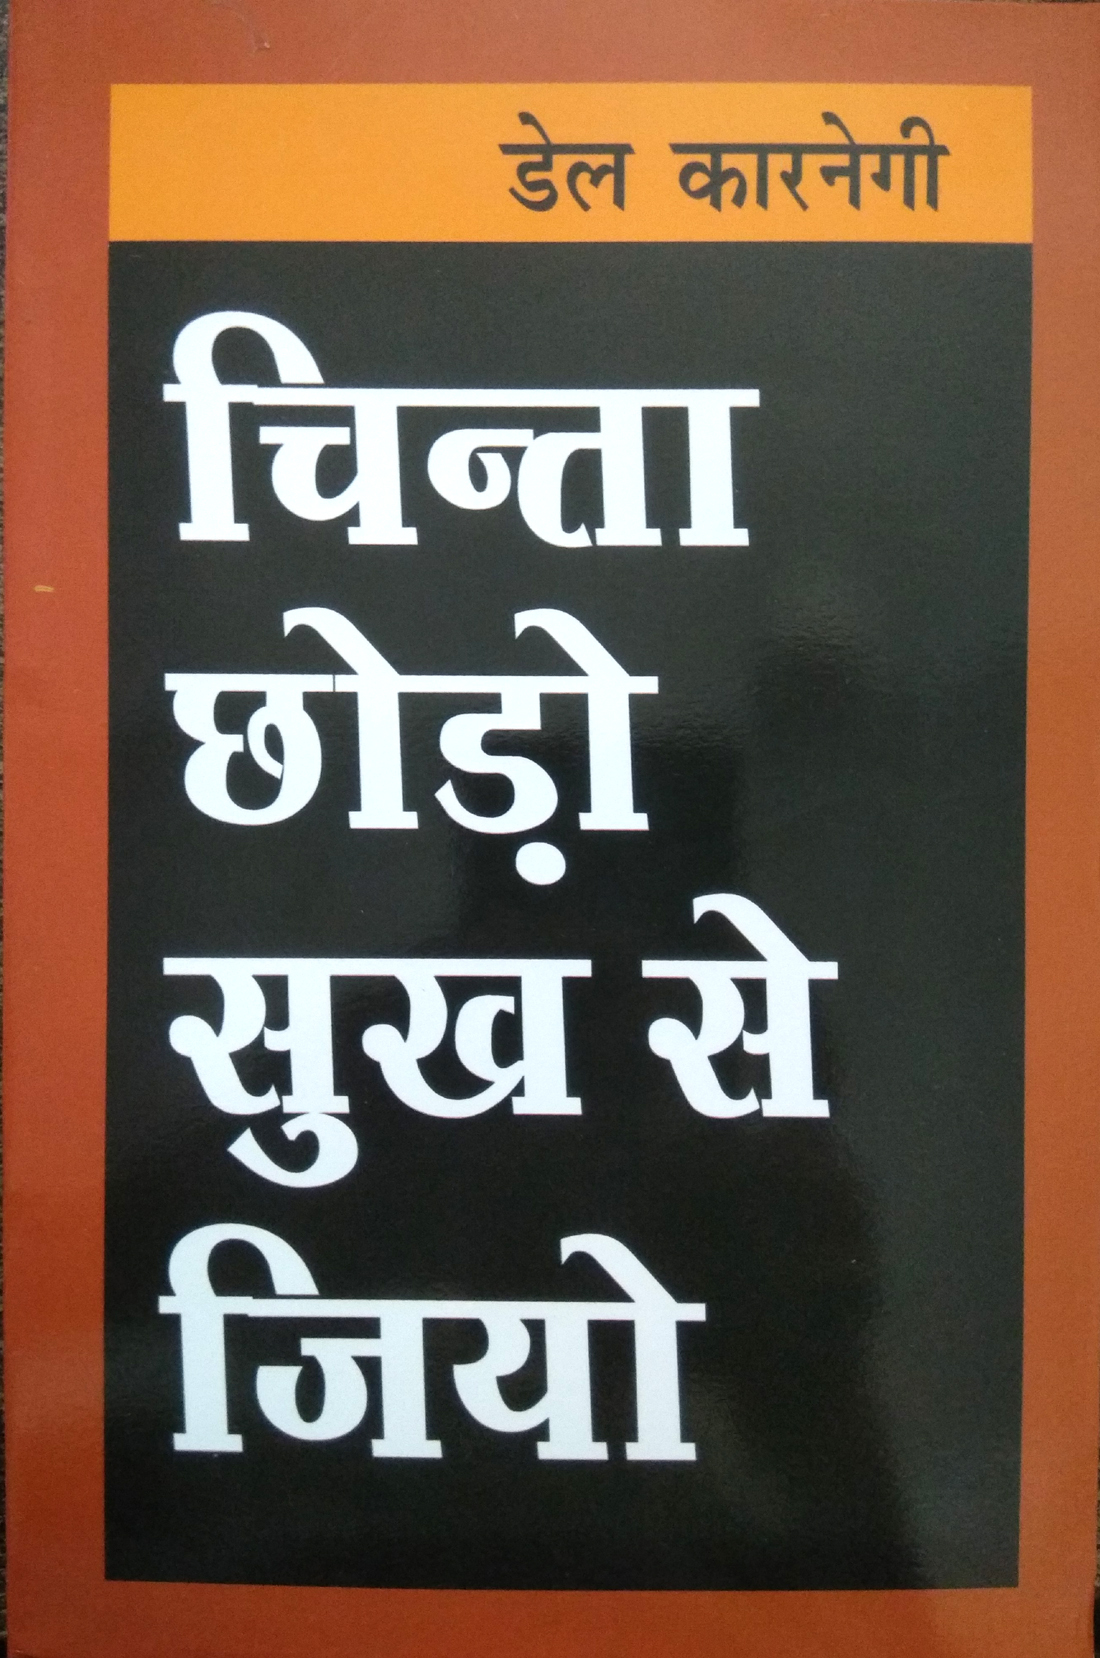 डेल कारनेगी
चिन्ता
छोड़ो
सुख से
जियो